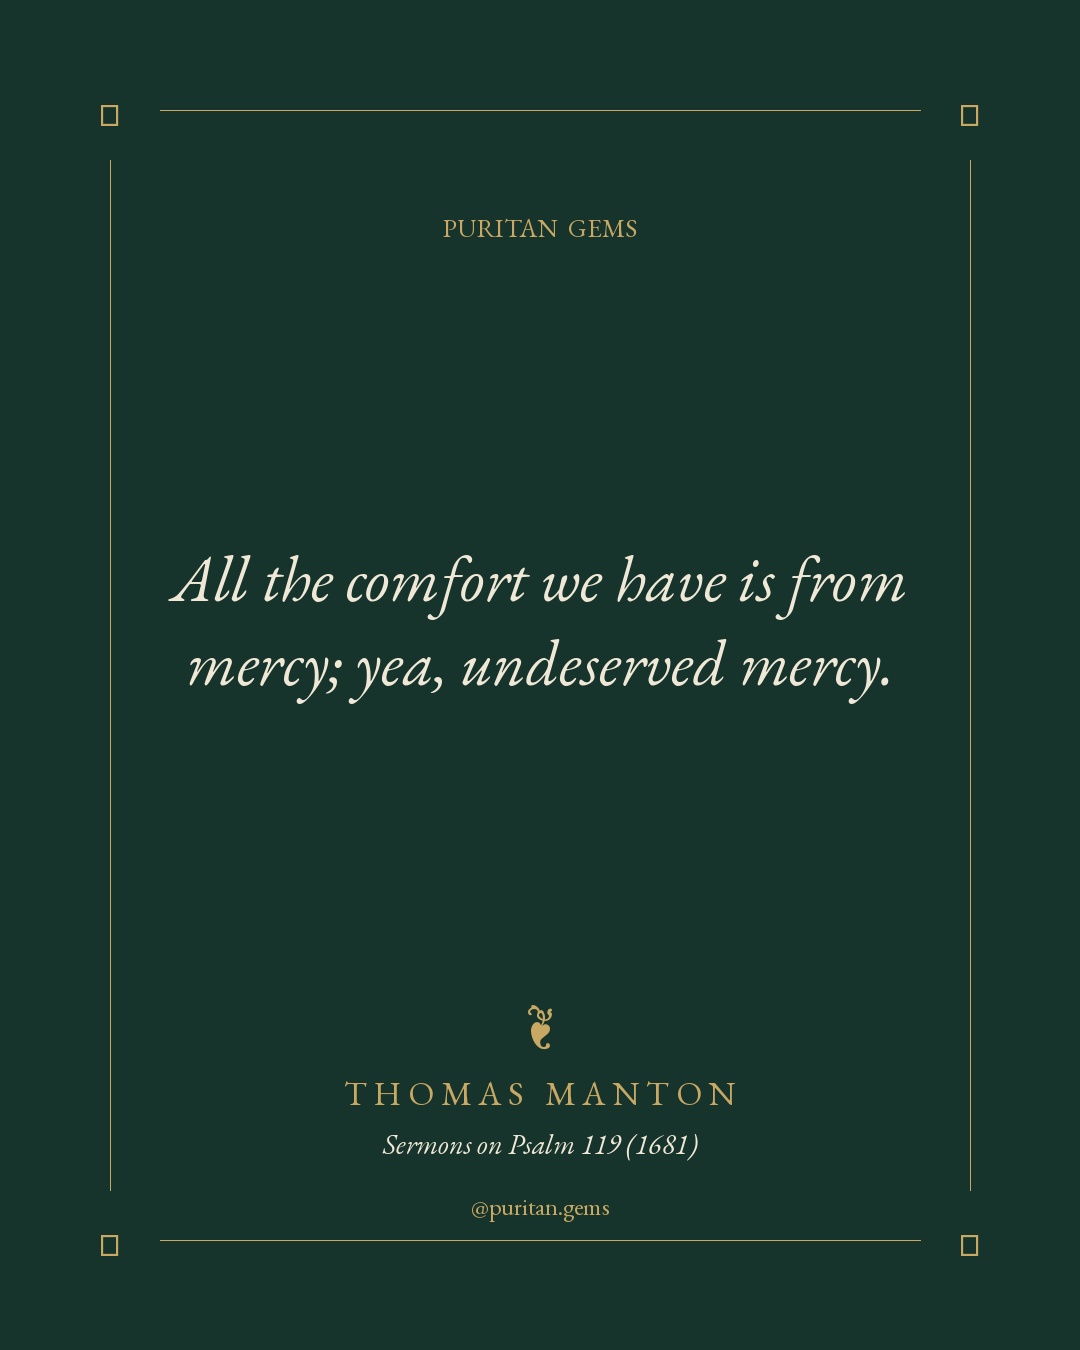 PURITAN GEMS
All the comfort we have is from
mercy; yea, undeserved mercy.
❦
THOMAS MANTON
Sermons on Psalm 119 (1681)
@puritan.gems